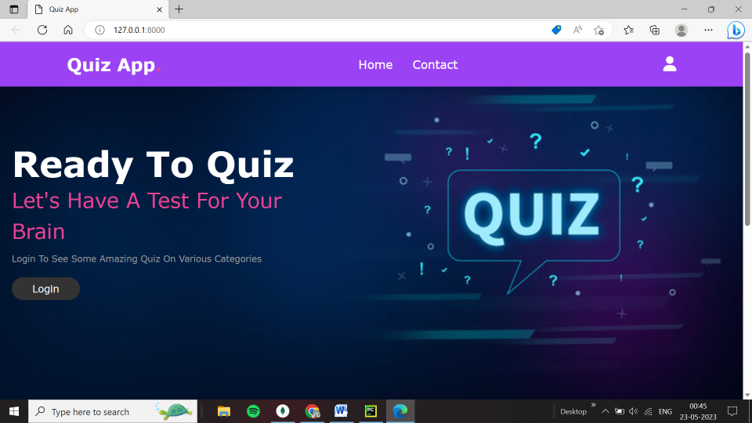 Quiz App
127.0.0.1:8000
Quiz App.
Home
Contact
Ready To Quiz
Let's Have A Test For Your
Brain
Login To See Some Amazing Quiz On Various Categories
Login
QUIZ
Type here to search
Desktop
ENG
00:45
23-05-2023